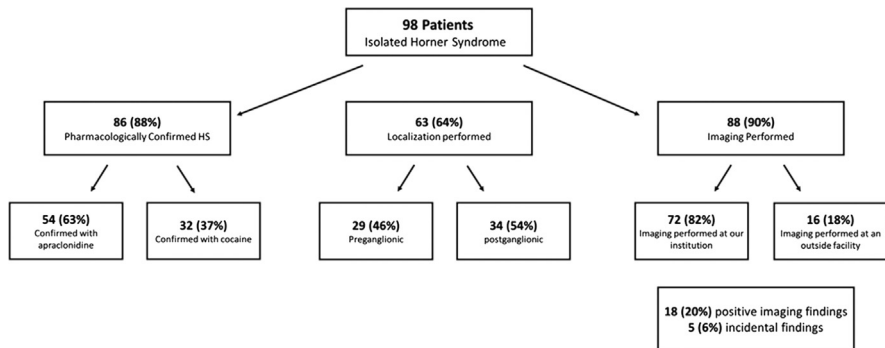 98 Patients
Isolated Horner Syndrome
86 (88%)
Pharmacologically Confirmed HS
63 (64%)
Localization performed
88 (90%)
Imaging Performed
54 (63%)
Confirmed with
apraclonidine
32 (37%)
Confirmed with cocaine
29 (46%)
Preganglionic
34 (54%)
postganglionic
72 (82%)
Imaging performed at our
institution
16 (18%)
Imaging performed at an
outside facility
18 (20%) positive imaging findings
5 (6%) incidental findings